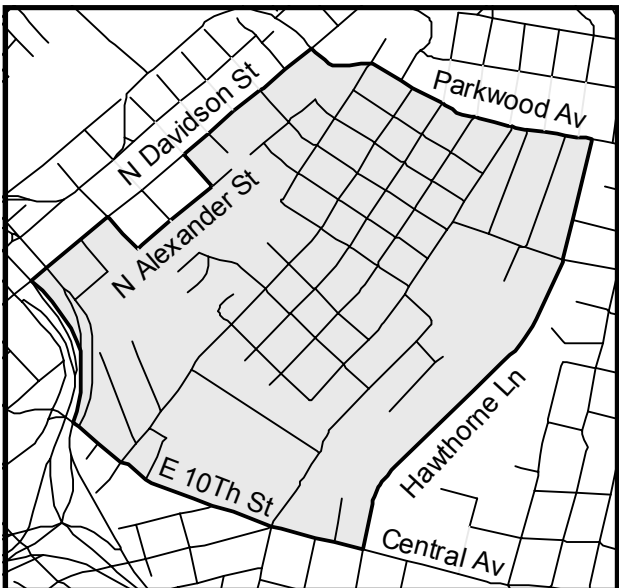 N Davidson St
Parkwood Av
N Alexander St
Hawthorne Ln
E 10Th St
Central Av